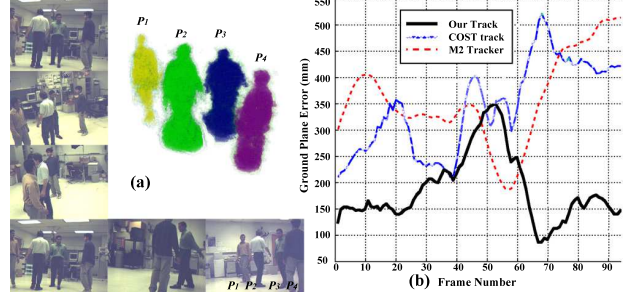 P1
P2
P3
P4
(a)
P1 P2 P3 P4
550
500
450
400
350
300
250
200
150
100
50
Ground Plane Error (mm)
Our Track
COST track
M2 Tracker
0 10 20 30 40 50 60 70 80 90
(b) Frame Number